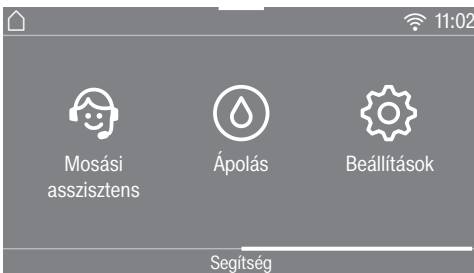 11:02
Mosási
asszisztens
Ápolás
Beállítások
Segítség